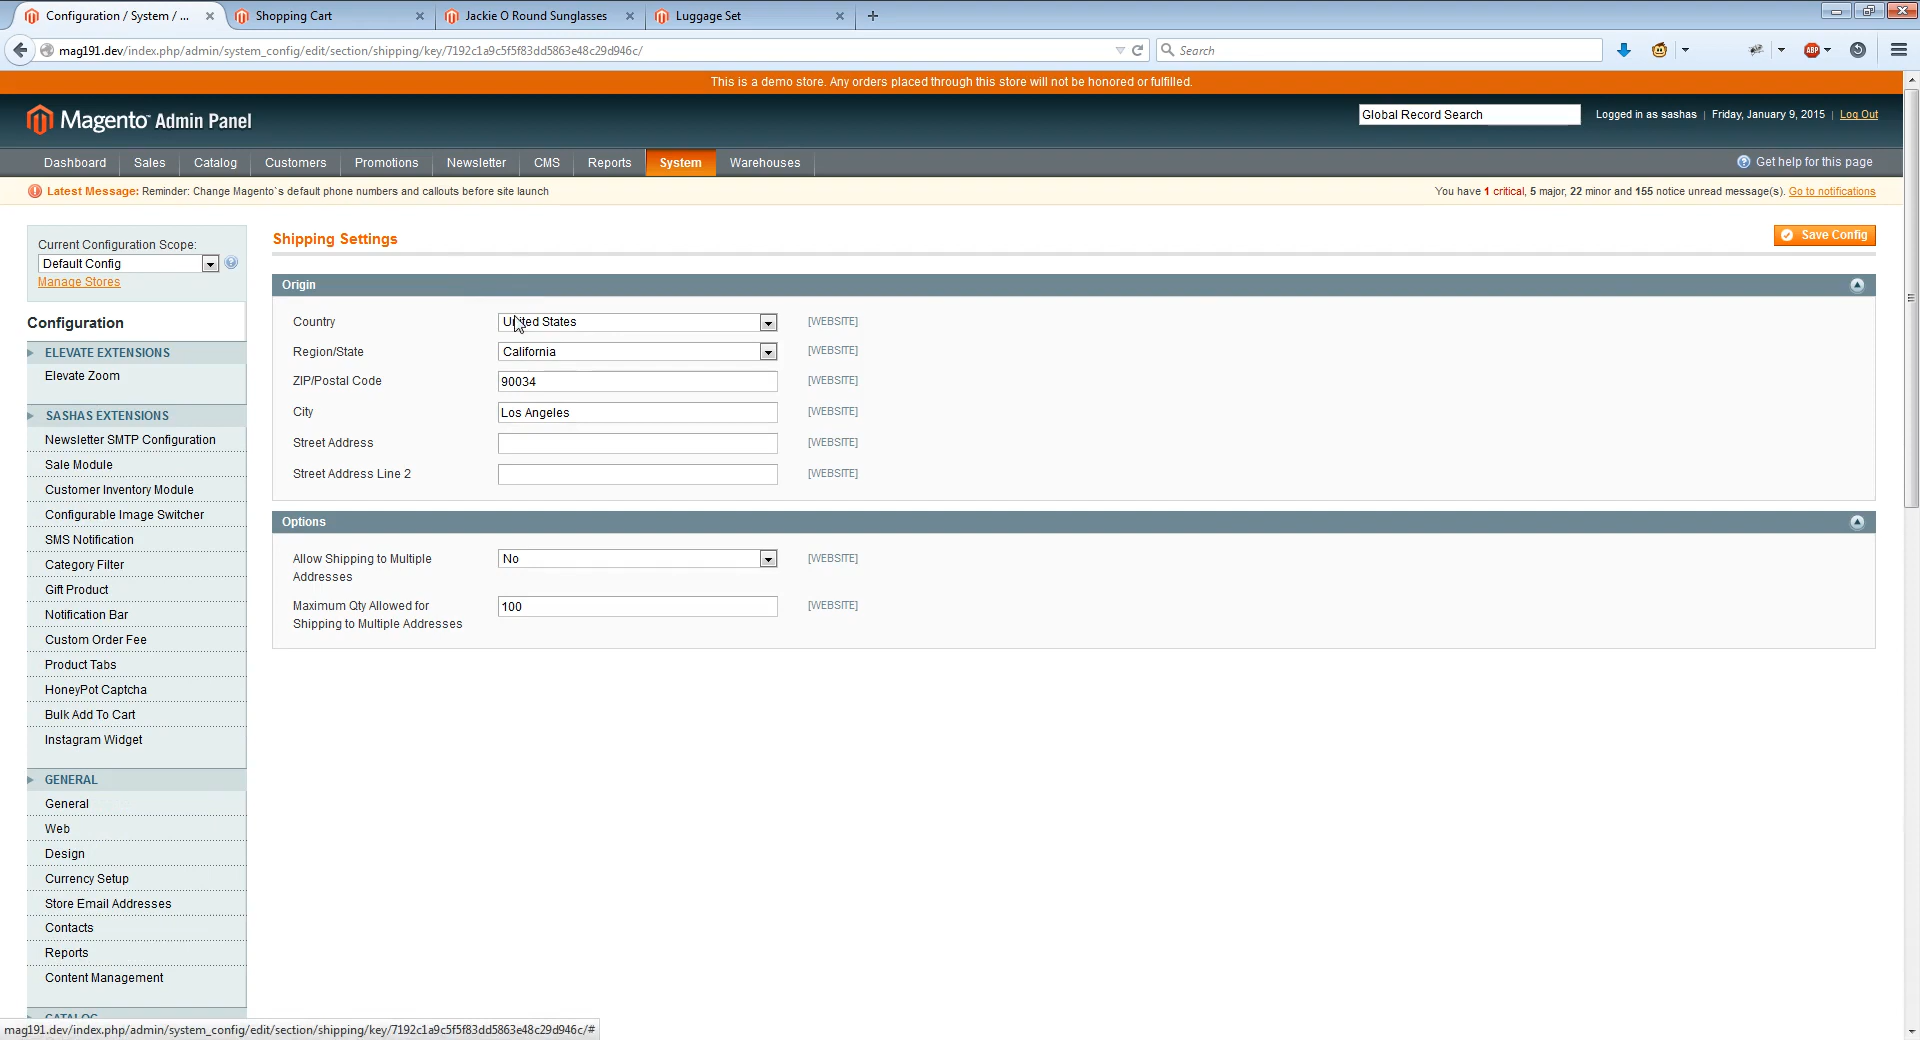 Configuration / System / ...
Shopping Cart
Jackie O Round Sunglasses
Luggage Set
mag191.dev/index.php/admin/system_config/edit/section/shipping/key/7192c1a9c5f5f83dd5863e48c29d946c/
Search
ABP
This is a demo store. Any orders placed through this store will not be honored or fulfilled.
Magento Admin Panel
Global Record Search
Logged in as sashas | Friday, January 9, 2015 | Log Out
Dashboard Sales Catalog Customers Promotions Newsletter CMS Reports System Warehouses
Get help for this page
Latest Message: Reminder: Change Magento`s default phone numbers and callouts before site launch
You have 1 critical, 5 major, 22 minor and 155 notice unread message(s). Go to notifications
Current Configuration Scope:
Default Config
Manage Stores
Configuration
ELEVATE EXTENSIONS
Elevate Zoom
SASHAS EXTENSIONS
Newsletter SMTP Configuration
Sale Module
Customer Inventory Module
Configurable Image Switcher
SMS Notification
Category Filter
Gift Product
Notification Bar
Custom Order Fee
Product Tabs
HoneyPot Captcha
Bulk Add To Cart
Instagram Widget
GENERAL
General
Web
Design
Currency Setup
Store Email Addresses
Contacts
Reports
Content Management
CATALOG
Shipping Settings
Save Config
Origin
Country United States [WEBSITE]
Region/State California [WEBSITE]
ZIP/Postal Code 90034 [WEBSITE]
City Los Angeles [WEBSITE]
Street Address [WEBSITE]
Street Address Line 2 [WEBSITE]
Options
Allow Shipping to Multiple No [WEBSITE]
Addresses
Maximum Qty Allowed for 100 [WEBSITE]
Shipping to Multiple Addresses
mag191.dev/index.php/admin/system_config/edit/section/shipping/key/7192c1a9c5f5f83dd5863e48c29d946c/#